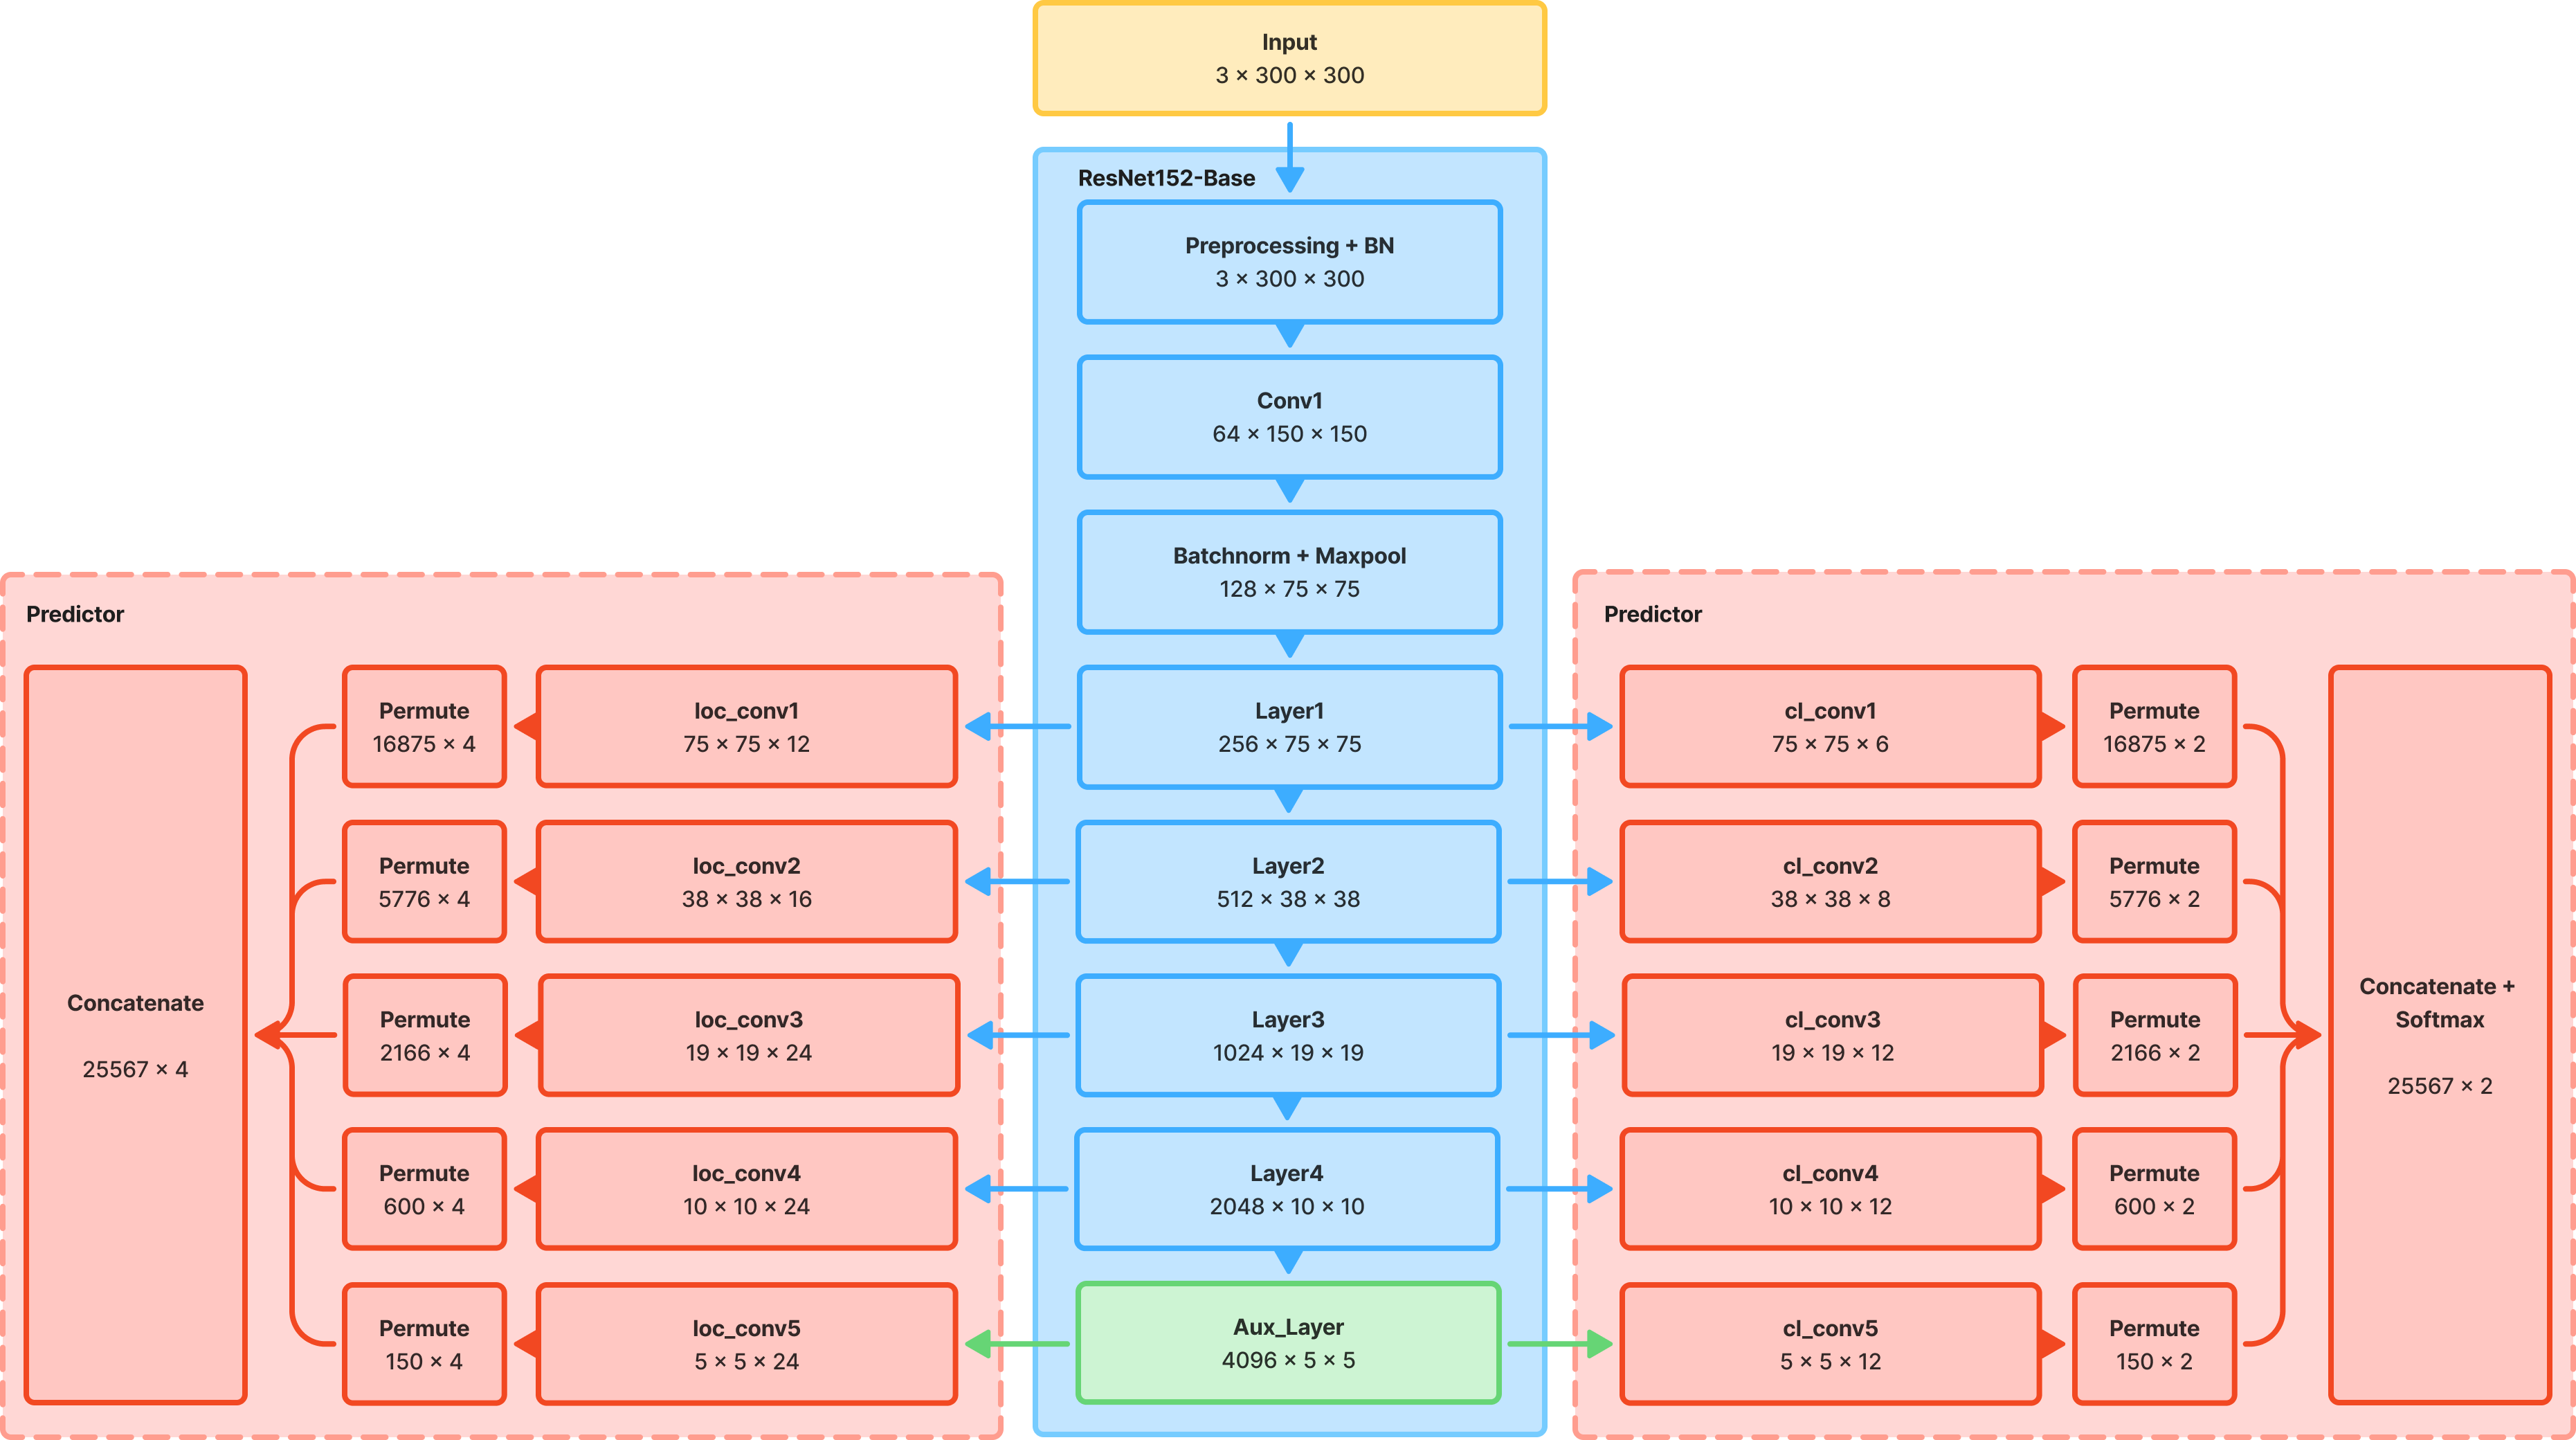 Input
3 × 300 × 300
ResNet152-Base
Preprocessing + BN
3 × 300 × 300
Conv1
64 × 150 × 150
Batchnorm + Maxpool
128 × 75 × 75
Layer1
256 × 75 × 75
Layer2
512 × 38 × 38
Layer3
1024 × 19 × 19
Layer4
2048 × 10 × 10
Aux_Layer
4096 × 5 × 5
Predictor
loc_conv1
75 × 75 × 12
Permute
16875 × 4
loc_conv2
38 × 38 × 16
Permute
5776 × 4
loc_conv3
19 × 19 × 24
Permute
2166 × 4
loc_conv4
10 × 10 × 24
Permute
600 × 4
loc_conv5
5 × 5 × 24
Permute
150 × 4
Concatenate
25567 × 4
Predictor
cl_conv1
75 × 75 × 6
Permute
16875 × 2
cl_conv2
38 × 38 × 8
Permute
5776 × 2
cl_conv3
19 × 19 × 12
Permute
2166 × 2
cl_conv4
10 × 10 × 12
Permute
600 × 2
cl_conv5
5 × 5 × 12
Permute
150 × 2
Concatenate +
Softmax
25567 × 2